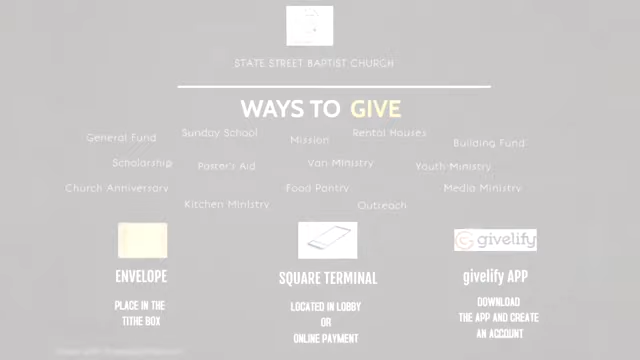 STATE STREET BAPTIST CHURCH
WAYS TO GIVE
General Fund Sunday School Mission Rental Houses Building Fund
Scholarship Pastor's Aid Van Ministry Youth Ministry
Church Anniversary Food Pantry Media Ministry
Kitchen Ministry Outreach
givelify
ENVELOPE SQUARE TERMINAL givelify APP
PLACE IN THE LOCATED IN LOBBY DOWNLOAD
TITHE BOX OR THE APP AND CREATE
ONLINE PAYMENT AN ACCOUNT